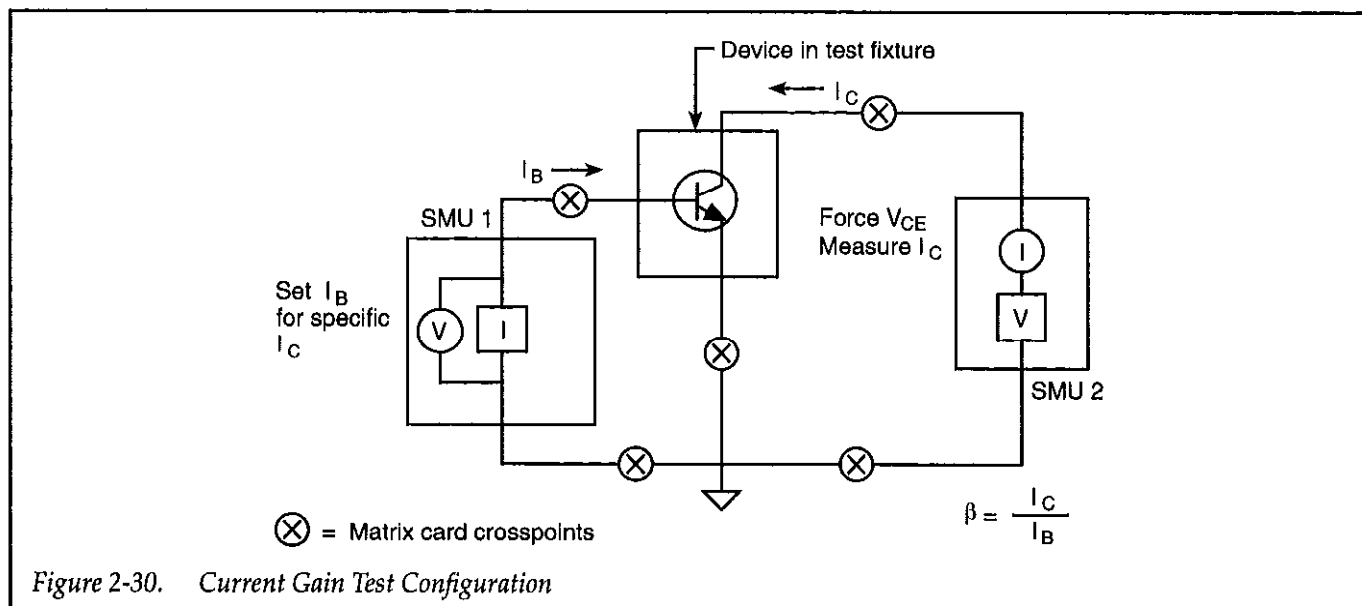 Device in test fixture
I_C
I_B
SMU 1
Set I_B
for specific
I_C
V
I
Force V_CE
Measure I_C
I
V
SMU 2
β = I_C / I_B
= Matrix card crosspoints
Figure 2-30. Current Gain Test Configuration